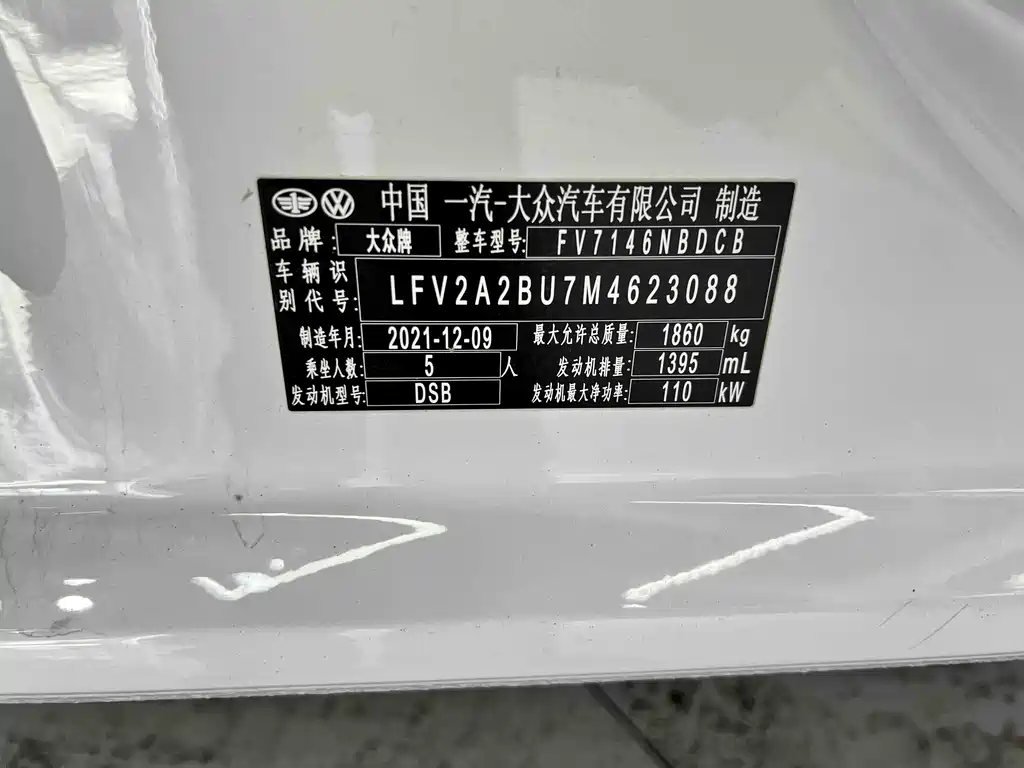 中国 一汽-大众汽车有限公司 制造
品牌: 大众牌 整车型号: FV7146NBDCB
车辆识别代号: LFV2A2BU7M4623088
制造年月: 2021-12-09 最大允许总质量: 1860 kg
乘坐人数: 5 人 发动机排量: 1395 mL
发动机型号: DSB 发动机最大净功率: 110 kW